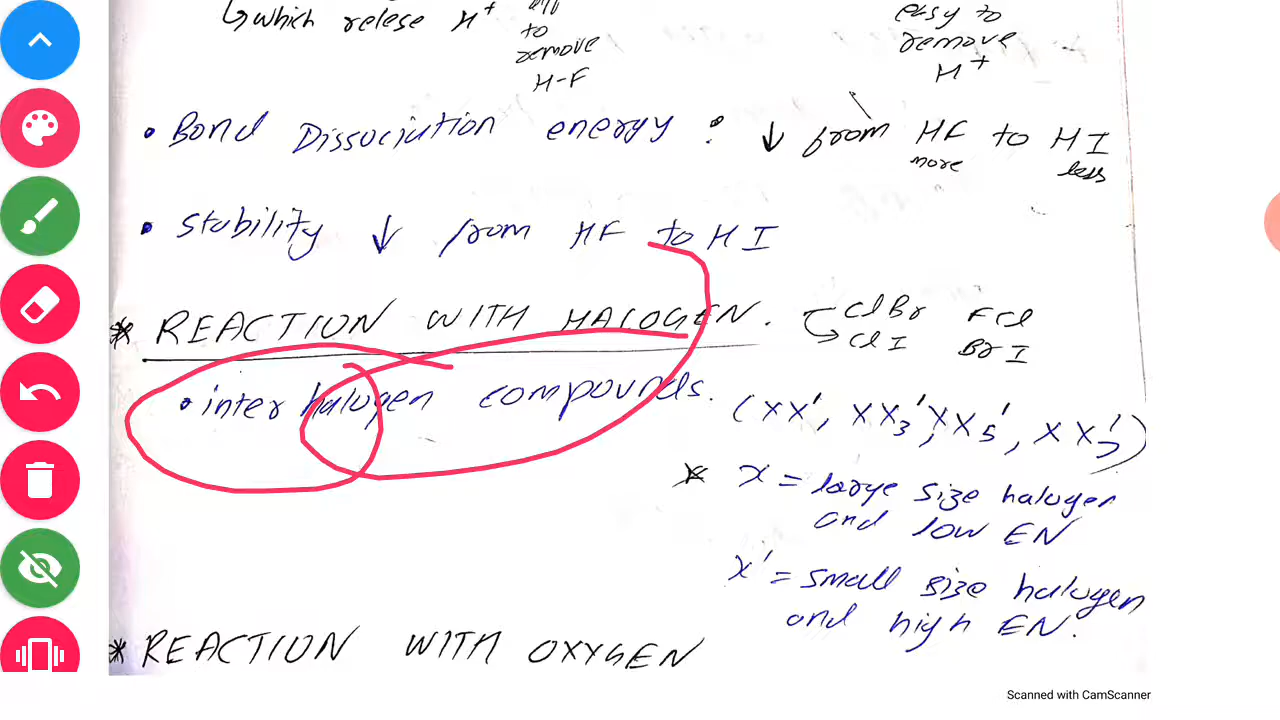 ↳ which relese H⁺
to
remove
H-F
easy to
remove
H⁺
• Bond Dissociation energy : ↓ from HF to HI
more less
• Stability ↓ from HF to HI
* REACTION WITH HALOGEN. ClBr FCl
ClI BrI
• inter halogen compounds.
(XX', XX₃', XX₅', XX₇')
* X = large size halogen
and low EN
X' = small size halogen
and high EN.
* REACTION WITH OXYGEN
Scanned with CamScanner